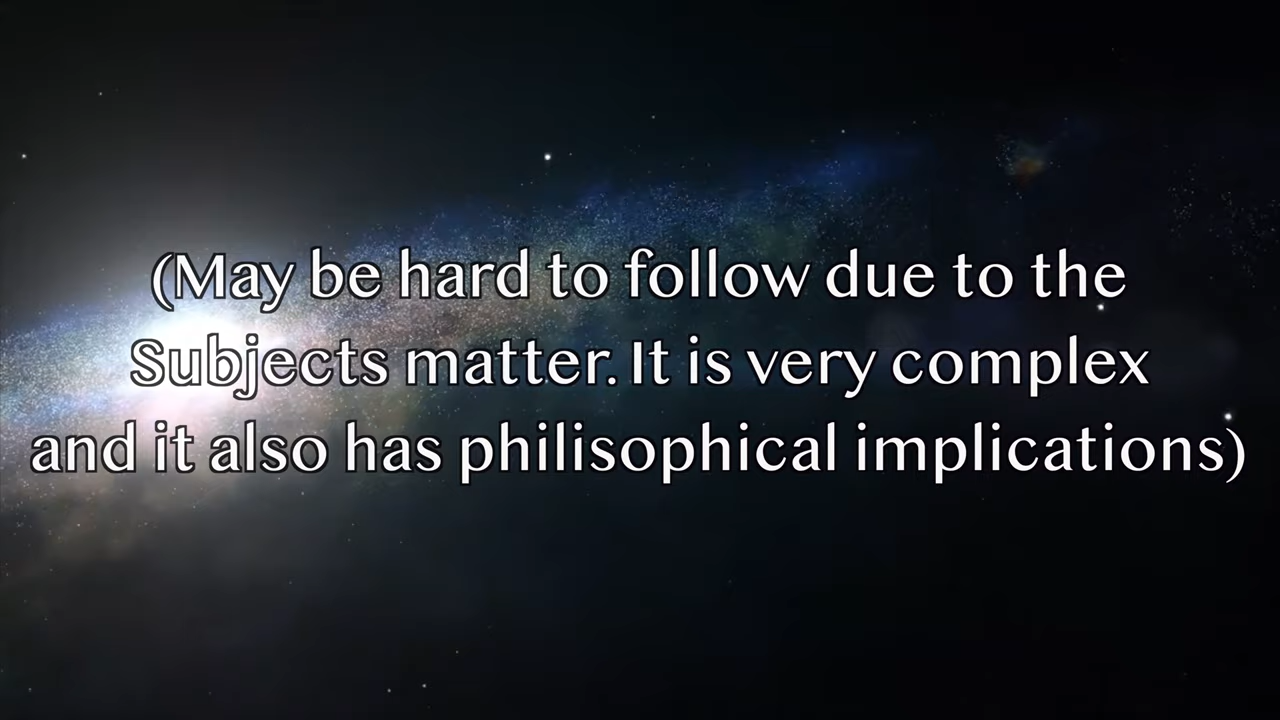 (May be hard to follow due to the
Subjects matter. It is very complex
and it also has philisophical implications)